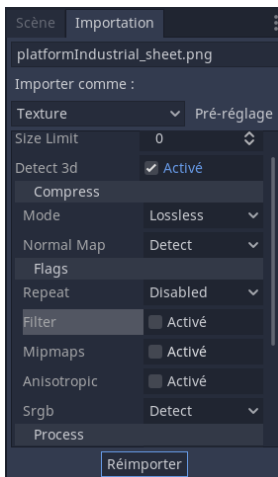 Scène Importation
platformIndustrial_sheet.png
Importer comme :
Texture Pré-réglage
Size Limit 0
Detect 3d Activé
Compress
Mode Lossless
Normal Map Detect
Flags
Repeat Disabled
Filter Activé
Mipmaps Activé
Anisotropic Activé
Srgb Detect
Process
Réimporter